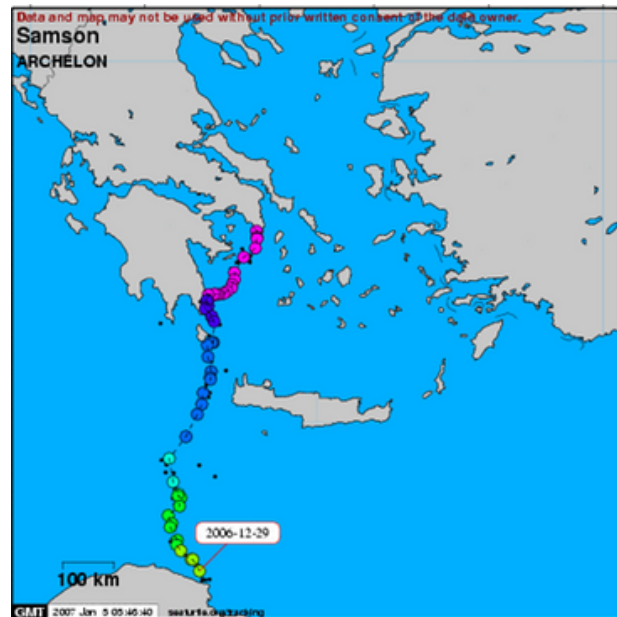 Data and map may not be used without prior written consent of the data owner.
Samson
ARCHELON
2006-12-29
100 km
GMT 2007 Jan 5 05:46:40 seaturtle.org/tracking